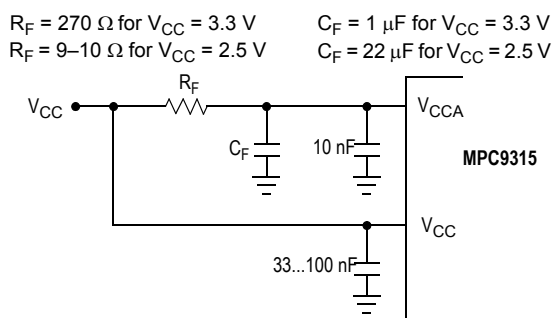 R_F = 270 Ω for V_CC = 3.3 V
C_F = 1 μF for V_CC = 3.3 V
R_F = 9–10 Ω for V_CC = 2.5 V
C_F = 22 μF for V_CC = 2.5 V
R_F
V_CC
V_CCA
C_F
10 nF
MPC9315
V_CC
33...100 nF